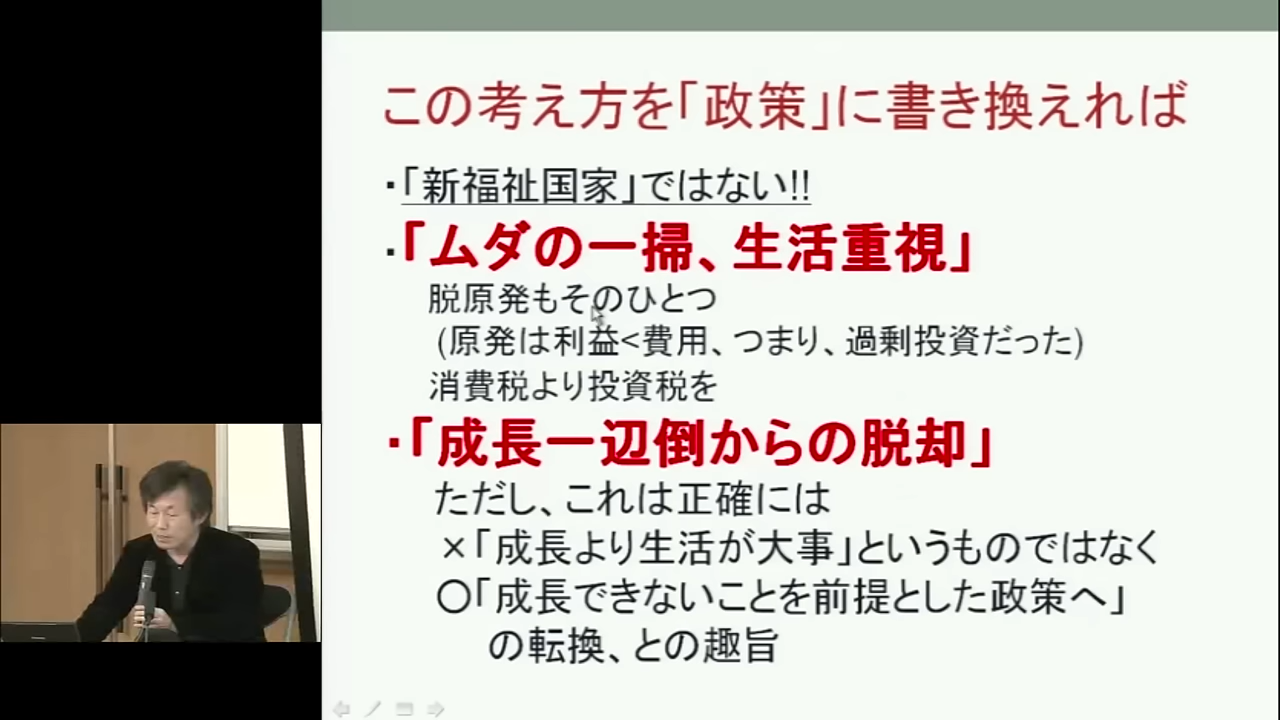 この考え方を「政策」に書き換えれば
・「新福祉国家」ではない!!
・「ムダの一掃、生活重視」
脱原発もそのひとつ
(原発は利益<費用、つまり、過剰投資だった)
消費税より投資税を
・「成長一辺倒からの脱却」
ただし、これは正確には
×「成長より生活が大事」というものではなく
〇「成長できないことを前提とした政策へ」
の転換、との趣旨